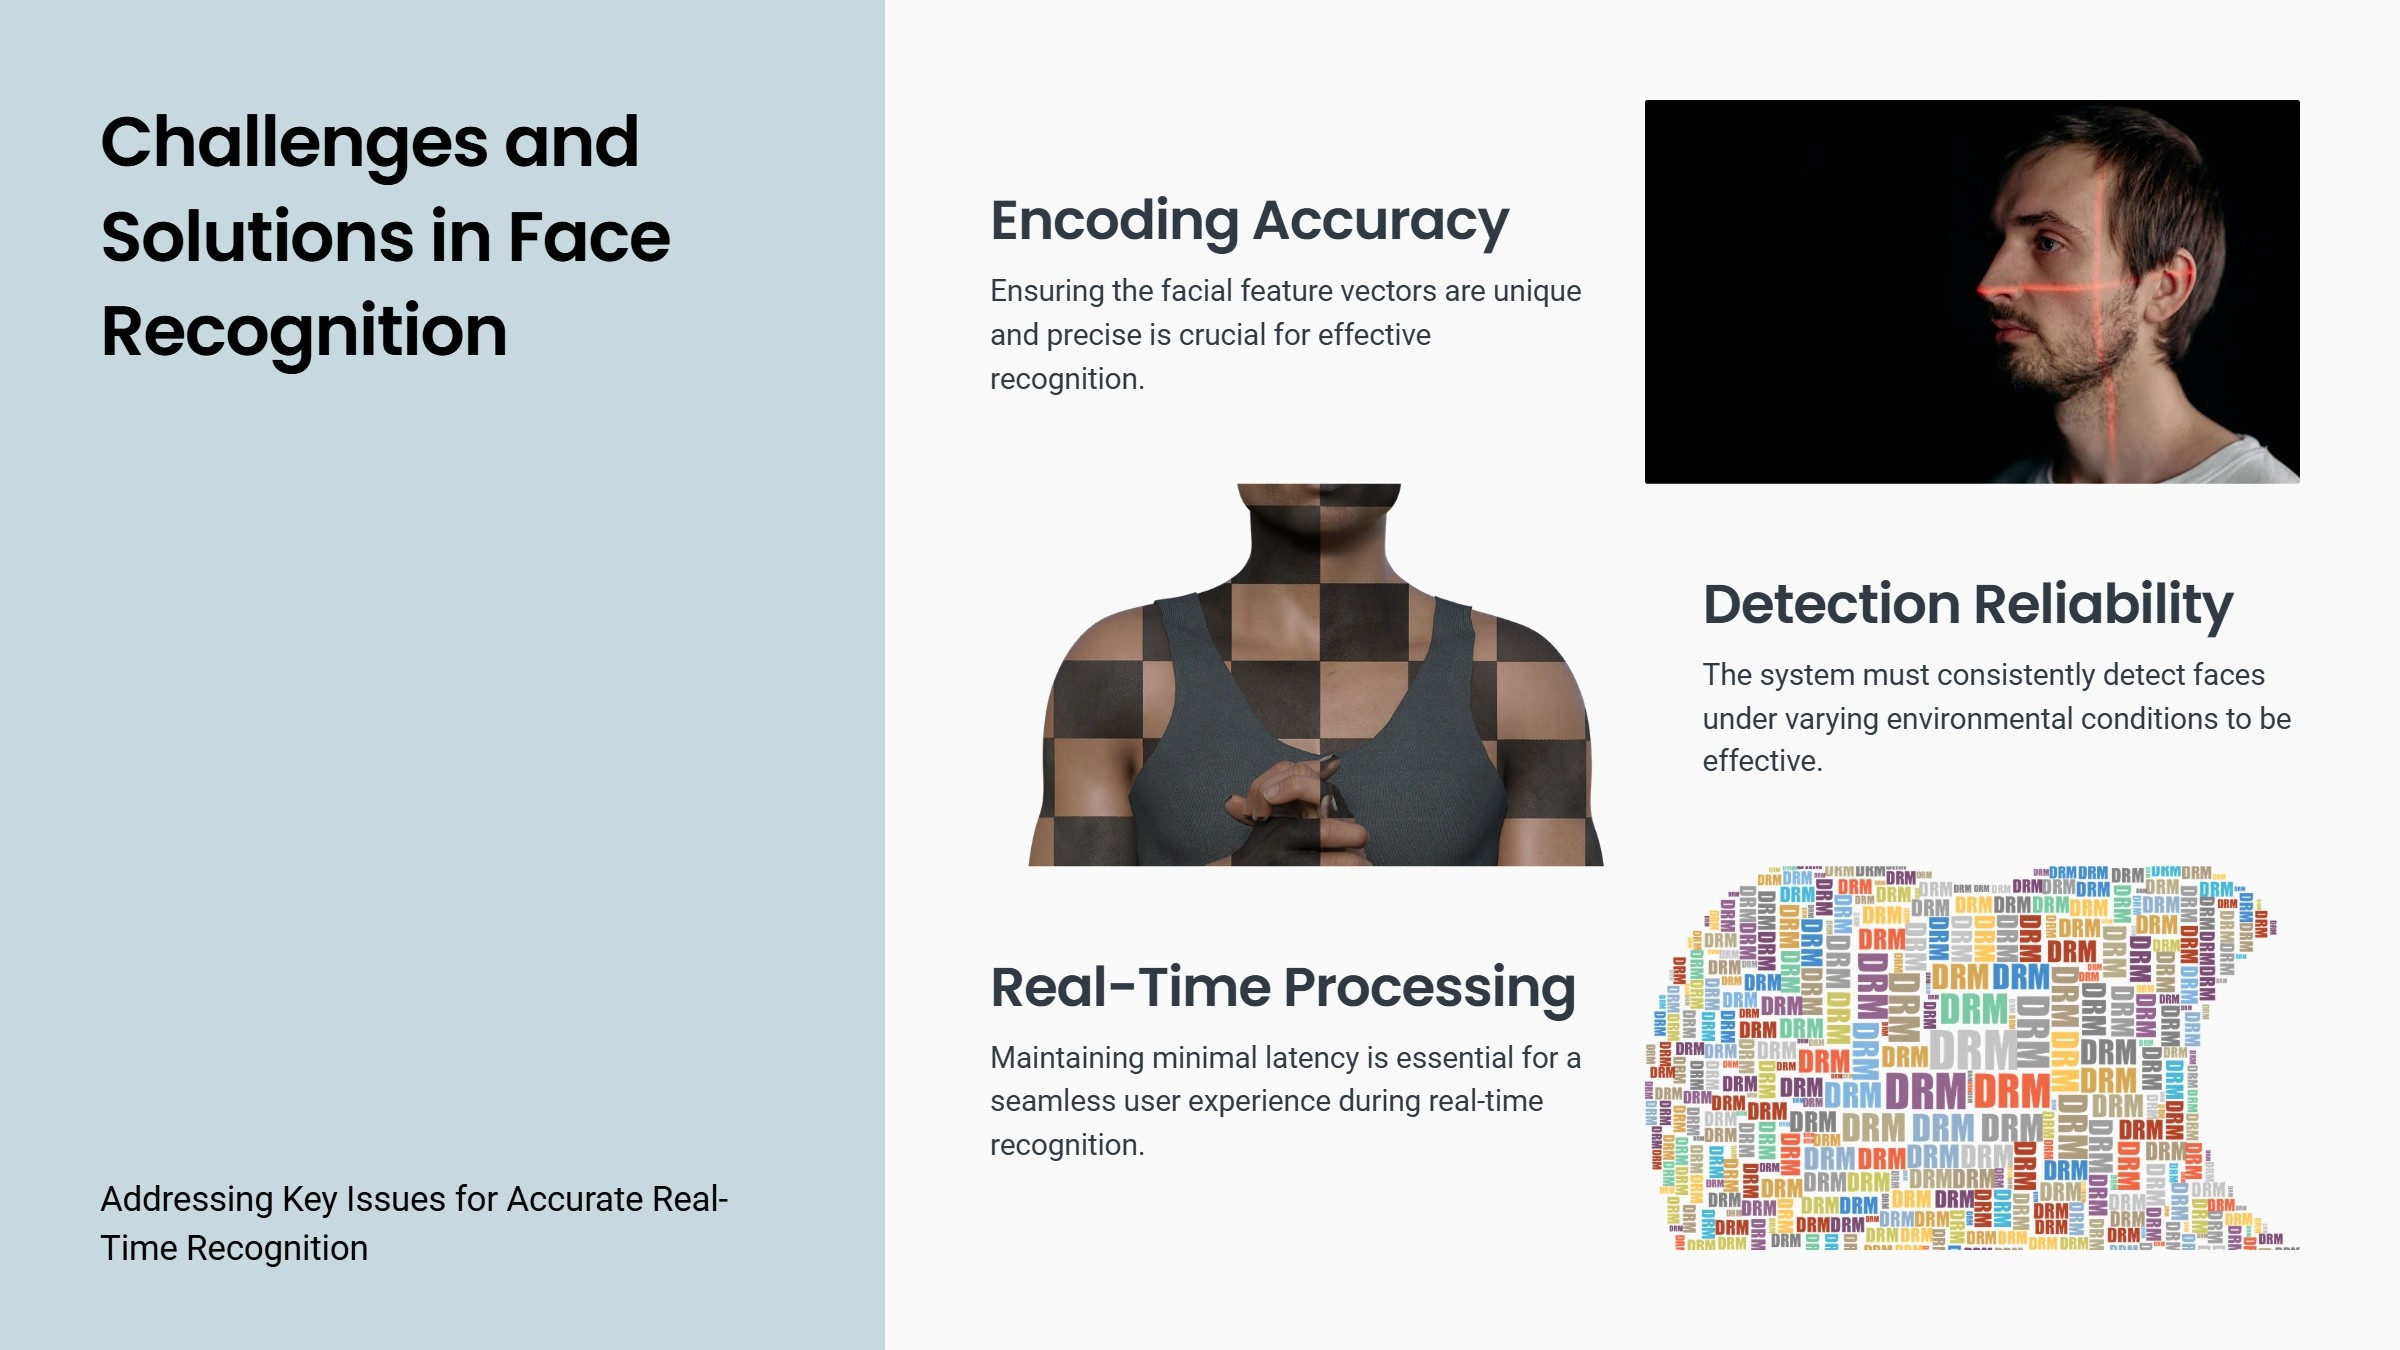 Challenges and
Solutions in Face
Recognition
Addressing Key Issues for Accurate Real-
Time Recognition
Encoding Accuracy
Ensuring the facial feature vectors are unique
and precise is crucial for effective
recognition.
Detection Reliability
The system must consistently detect faces
under varying environmental conditions to be
effective.
Real-Time Processing
Maintaining minimal latency is essential for a
seamless user experience during real-time
recognition.
DRM